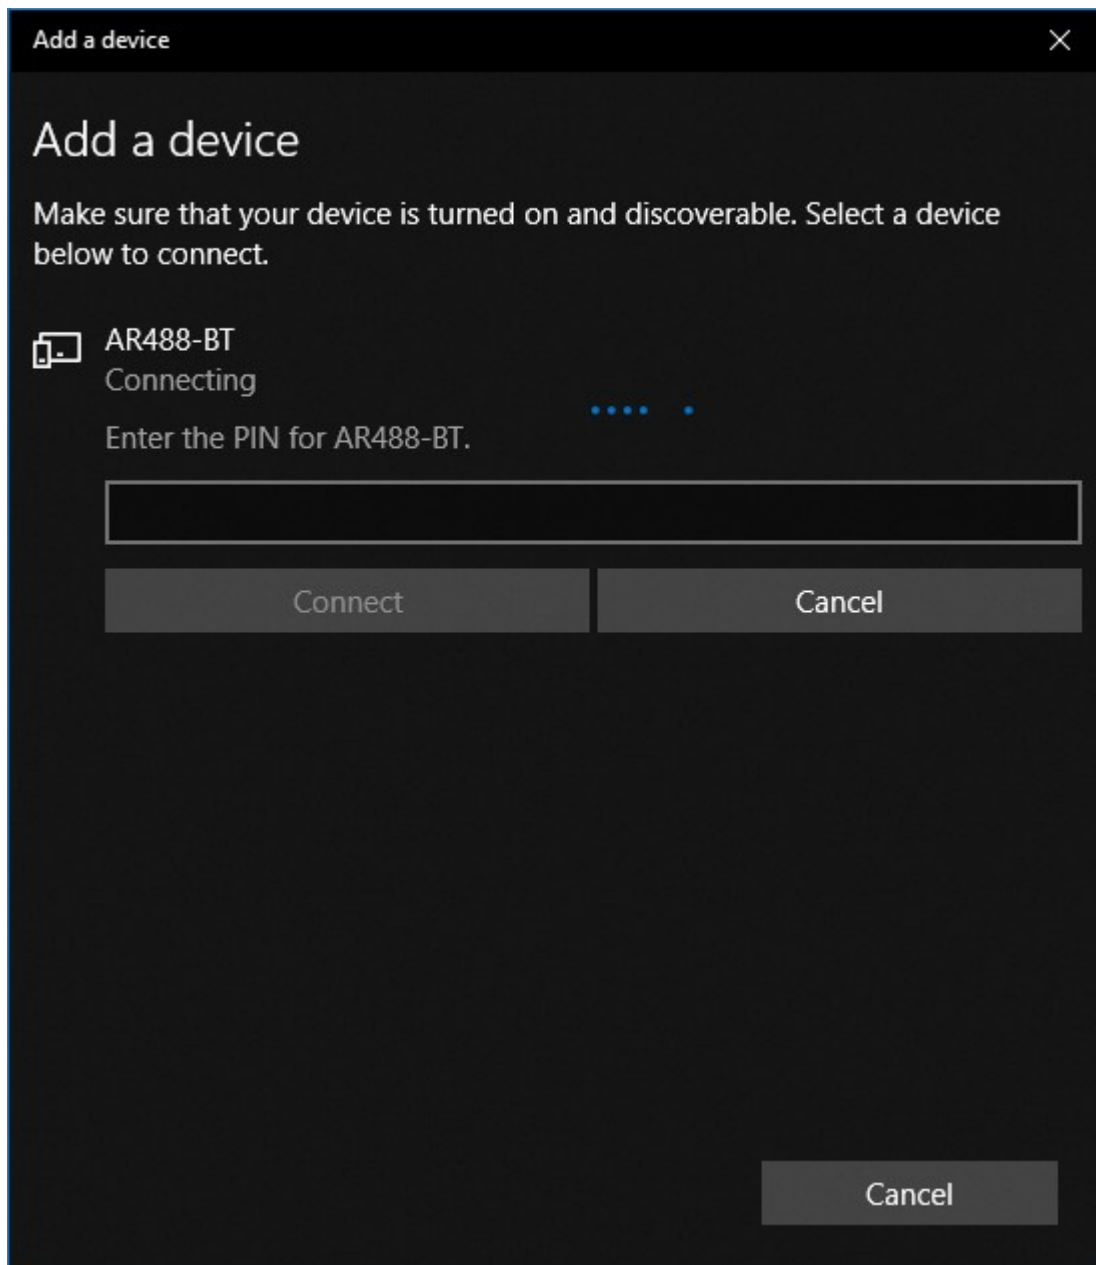 Add a device
Add a device
Make sure that your device is turned on and discoverable. Select a device
below to connect.
AR488-BT
Connecting
Enter the PIN for AR488-BT.
Connect
Cancel
Cancel